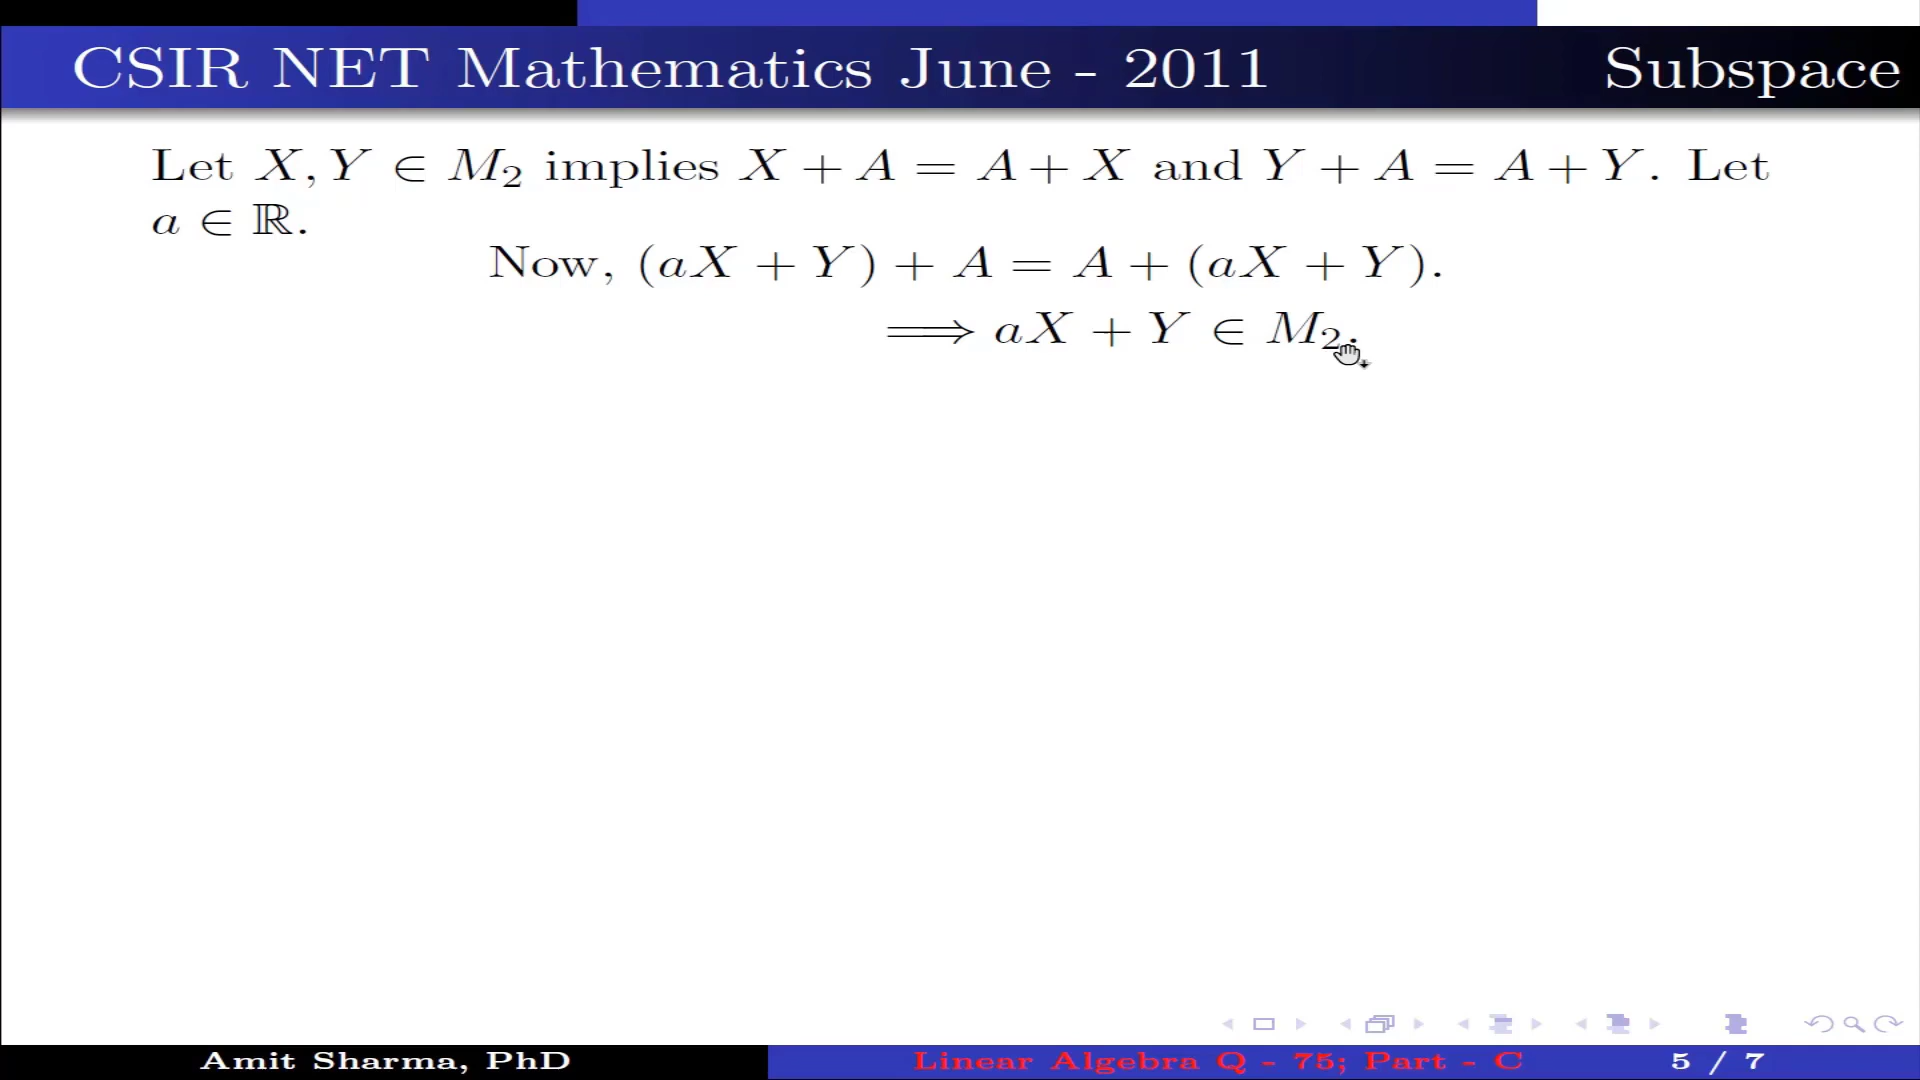 CSIR NET Mathematics June - 2011 Subspace
Let X, Y ∈ M₂ implies X + A = A + X and Y + A = A + Y. Let
a ∈ ℝ.
Now, (aX + Y) + A = A + (aX + Y).
⟹ aX + Y ∈ M₂.
Amit Sharma, PhD Linear Algebra Q - 75; Part - C 5 / 7